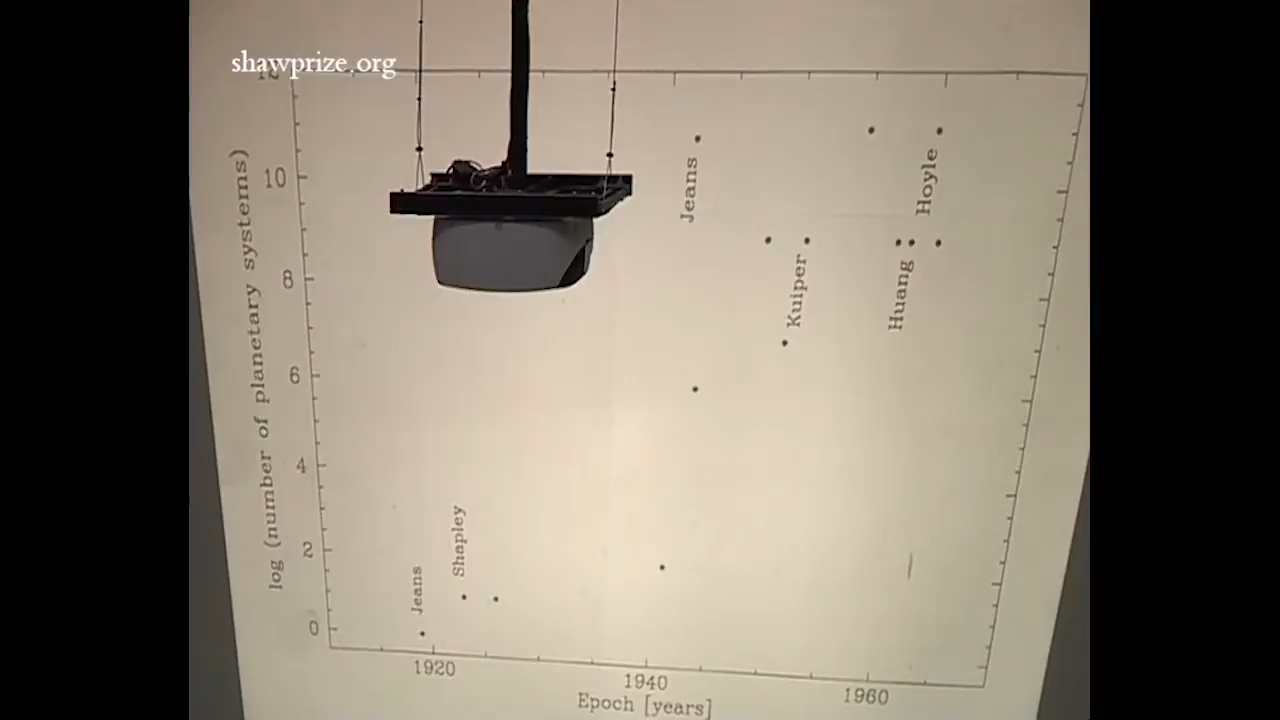 shawprize.org
12
10
8
6
4
2
0
log (number of planetary systems)
Jeans
Shapley
Jeans
Kuiper
Huang
Hoyle
1920
1940
1960
Epoch [years]